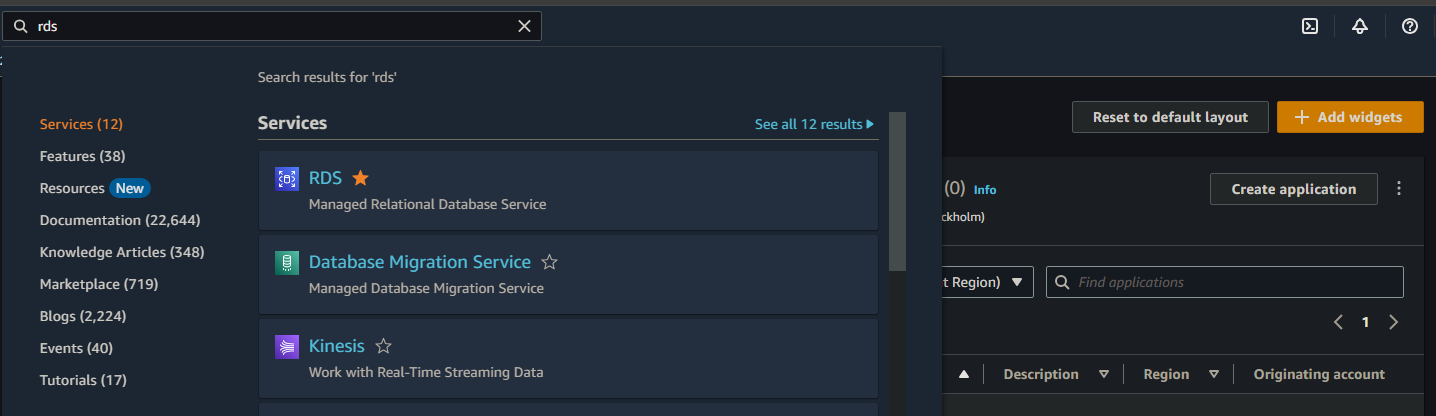 rds
Search results for 'rds'
Services (12)
Features (38)
Resources New
Documentation (22,644)
Knowledge Articles (348)
Marketplace (719)
Blogs (2,224)
Events (40)
Tutorials (17)
Services
See all 12 results
RDS
Managed Relational Database Service
Database Migration Service
Managed Database Migration Service
Kinesis
Work with Real-Time Streaming Data
Reset to default layout
+ Add widgets
(0) Info
Create application
ckholm)
t Region)
Find applications
1
Description
Region
Originating account